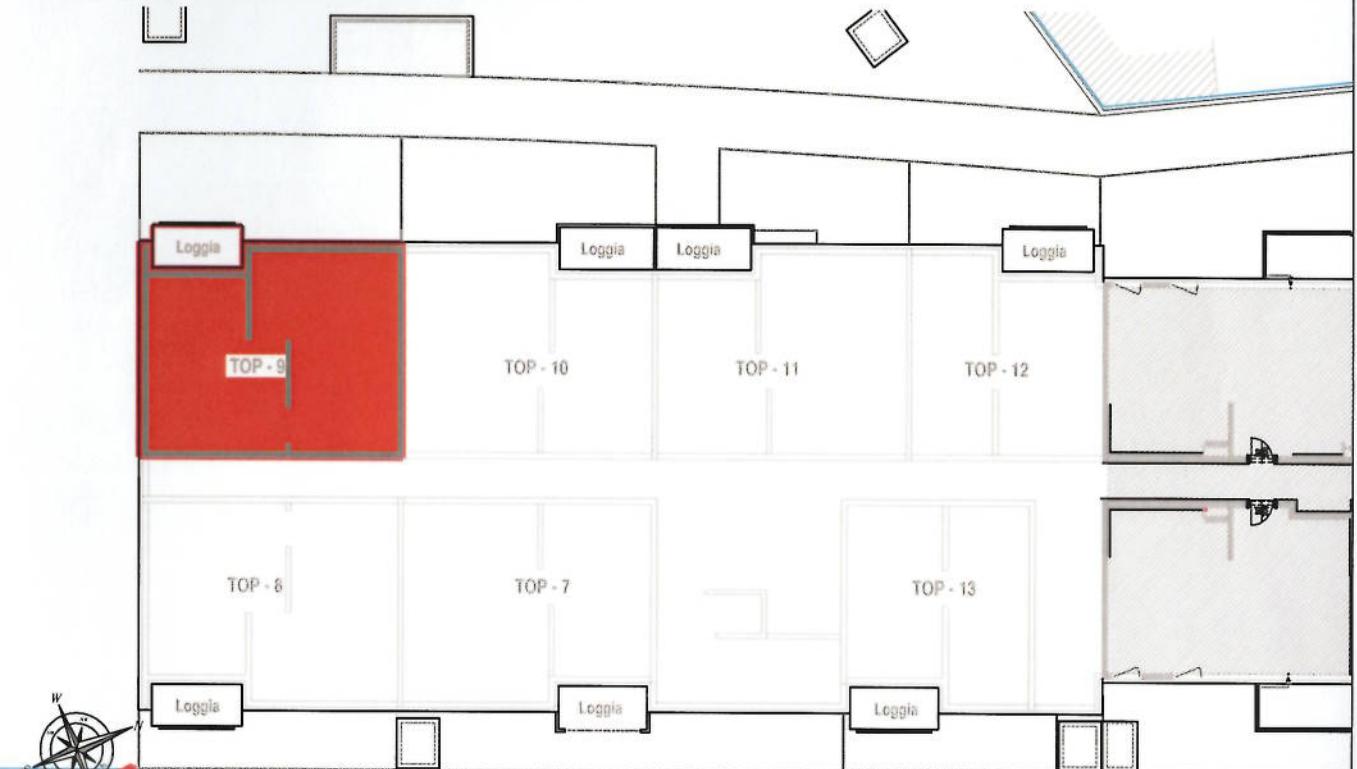 Loggia
Loggia
Loggia
Loggia
TOP - 9
TOP - 10
TOP - 11
TOP - 12
TOP - 8
TOP - 7
TOP - 13
Loggia
Loggia
Loggia
W
N